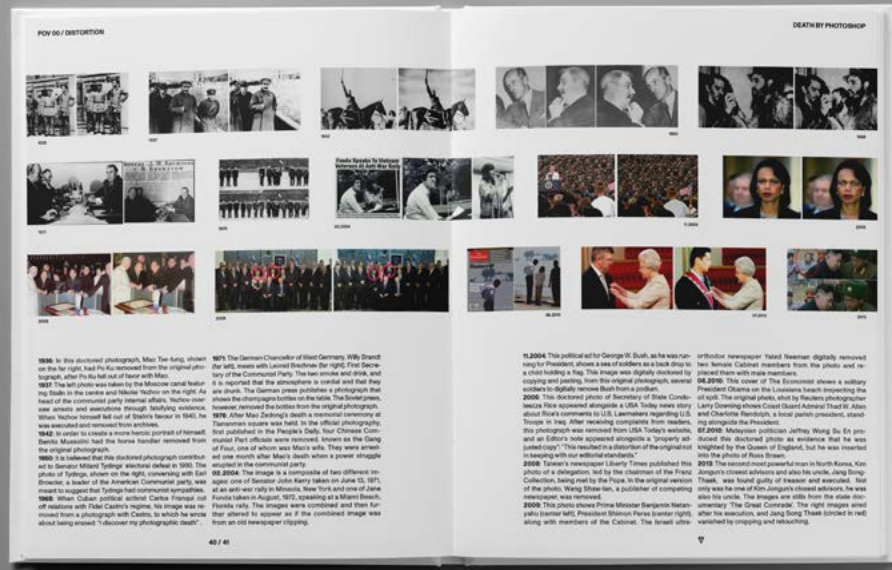 POV 00 / DISTORTION
DEATH BY PHOTOSHOP
1936
1937
1942
1950
1968
1971
1976
Fonda Speaks To Vietnam
Veterans At Anti-War Rally
02.2004
11.2004
2005
2008
2009
08.2010
07.2012
2013
1936: In this doctored photograph, Mao Tse-tung, shown
on the far right, had Po Ku removed from the original pho-
tograph, after Po Ku fell out of favor with Mao.
1937: The left photo was taken by the Moscow canal featur-
ing Stalin in the centre and Nikolai Yezhov on the right. As
head of the communist party internal affairs, Yezhov over-
saw arrests and executions through falsifying evidence.
When Yezhov himself fell out of Stalin's favour in 1940, he
was executed and removed from archives.
1942: In order to create a more heroic portrait of himself,
Benito Mussolini had the horse handler removed from
the original photograph.
1950: It is believed that this doctored photograph contribut-
ed to Senator Millard Tydings' electoral defeat in 1950. The
photo of Tydings, shown on the right, conversing with Earl
Browder, a leader of the American Communist party, was
meant to suggest that Tydings had communist sympathies.
1968: When Cuban political activist Carlos Franqui cut
off relations with Fidel Castro's regime, his image was re-
moved from a photograph with Castro, to which he wrote
about being erased "I discover my photographic death".
1971: The German Chancellor of West Germany, Willy Brandt
(far left), meets with Leonid Brezhnev (far right), First Secre-
tary of the Communist Party. The two smoke and drink, and
it is reported that the atmosphere is cordial and that they
are drunk. The German press publishes a photograph that
shows the champagne bottles on the table. The Soviet press,
however, removed the bottles from the original photograph.
1976: After Mao Zedong's death a memorial ceremony at
Tiananmen square was held. In the official photography,
first published in the People's Daily, four Chinese Com-
munist Part officials were removed. known as the Gang
of Four, one of whom was Mao's wife. They were arrest-
ed one month after Mao's death when a power struggle
erupted in the communist party.
02.2004: The image is a composite of two different im-
ages: one of Senator John Kerry taken on June 13, 1971,
at an anti-war rally in Mineola, New York and one of Jane
Fonda taken in August, 1972, speaking at a Miami Beach,
Florida rally. The images were combined and then fur-
ther altered to appear as if the combined image was
from an old newspaper clipping.
40 / 41
11.2004: This political ad for George W. Bush, as he was run-
ning for President, shows a sea of soldiers as a back drop to
a child holding a flag. This image was digitally doctored by
copying and pasting, from this original photograph, several
soldiers to digitally remove Bush from a podium.
2005: This doctored photo of Secretary of State Condo-
leezza Rice appeared alongside a USA Today news story
about Rice's comments to U.S. Lawmakers regarding U.S.
Troops in Iraq. After receiving complaints from readers,
this photograph was removed from USA Today's website,
and an Editor's note appeared alongside a "properly ad-
justed copy": "This resulted in a distortion of the original not
in keeping with our editorial standards."
2008: Taiwan's newspaper Liberty Times published this
photo of a delegation, led by the chairman of the Franz
Collection, being met by the Pope. In the original version
of the photo, Wang Shaw-lan, a publisher of competing
newspaper, was removed.
2009: This photo shows Prime Minister Benjamin Netan-
yahu (center left), President Shimon Peres (center right),
along with members of the Cabinet. The Israeli ultra-
orthodox newspaper Yated Neeman digitally removed
two female Cabinet members from the photo and re-
placed them with male members.
08.2010: This cover of The Economist shows a solitary
President Obama on the Louisiana beach inspecting the
oil spill. The original photo, shot by Reuters photographer
Larry Downing shows Coast Guard Admiral Thad W. Allen
and Charlotte Randolph, a local parish president, stand-
ing alongside the President.
07.2012: Malaysian politician Jeffrey Wong Su En pro-
duced this doctored photo as evidence that he was
knighted by the Queen of England, but he was inserted
into the photo of Ross Brawn.
2013: The second most powerful man in North Korea, Kim
Jongun's closest advisors and also his uncle, Jang Song-
Thaek, was found guilty of treason and executed. Not
only was he one of Kim Jongun's closest advisors, he was
also his uncle. The images are stills from the state doc-
umentary 'The Great Comrade'. The right images aired
after his execution, and Jang Song Thaek (circled in red)
vanished by cropping and retouching.